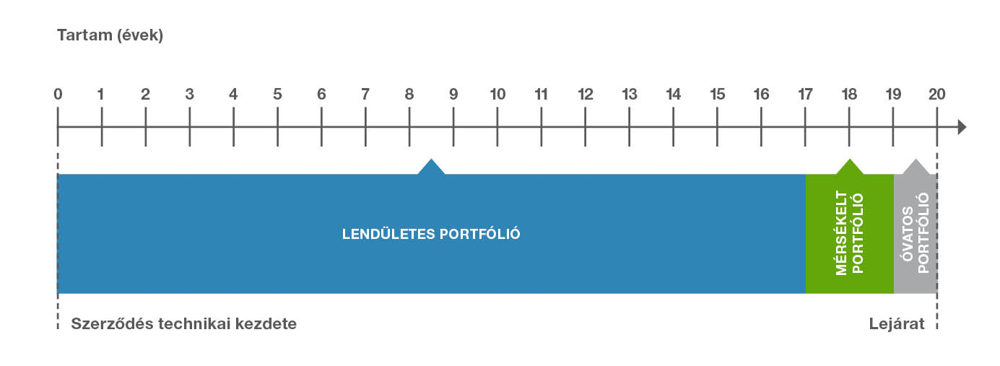 Tartam (évek)
0 1 2 3 4 5 6 7 8 9 10 11 12 13 14 15 16 17 18 19 20
LENDÜLETES PORTFÓLIÓ
MÉRSÉKELT
PORTFÓLIÓ
ÓVATOS
PORTFÓLIÓ
Szerződés technikai kezdete
Lejárat